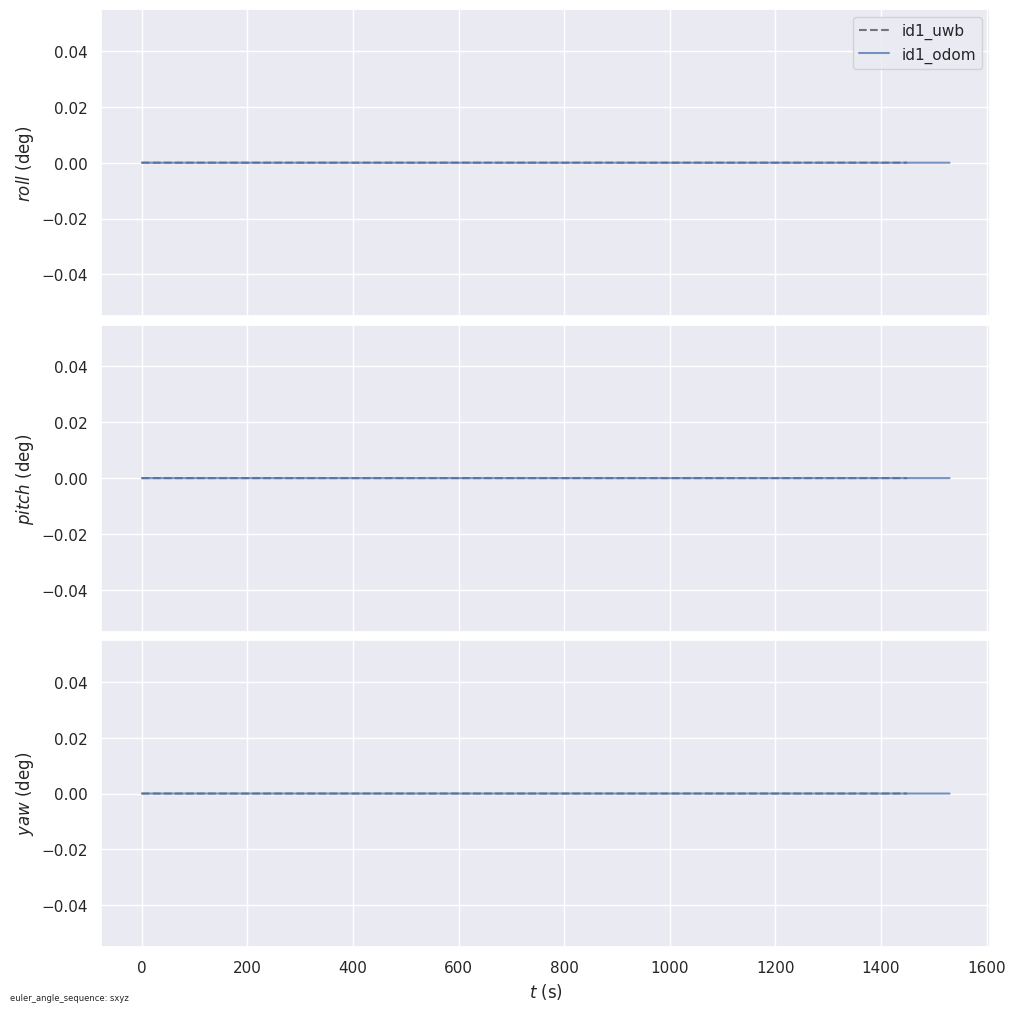 id1_uwb
id1_odom
0.04
0.02
0.00
−0.02
−0.04
roll (deg)
0.04
0.02
0.00
−0.02
−0.04
pitch (deg)
0.04
0.02
0.00
−0.02
−0.04
yaw (deg)
0 200 400 600 800 1000 1200 1400 1600
t (s)
euler_angle_sequence: sxyz